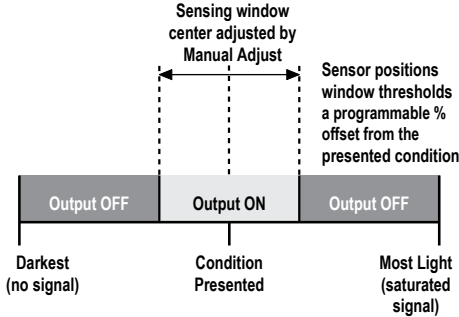 Sensing window
center adjusted by
Manual Adjust
Sensor positions
window thresholds
a programmable %
offset from the
presented condition
Output OFF
Output ON
Output OFF
Darkest
(no signal)
Condition
Presented
Most Light
(saturated
signal)